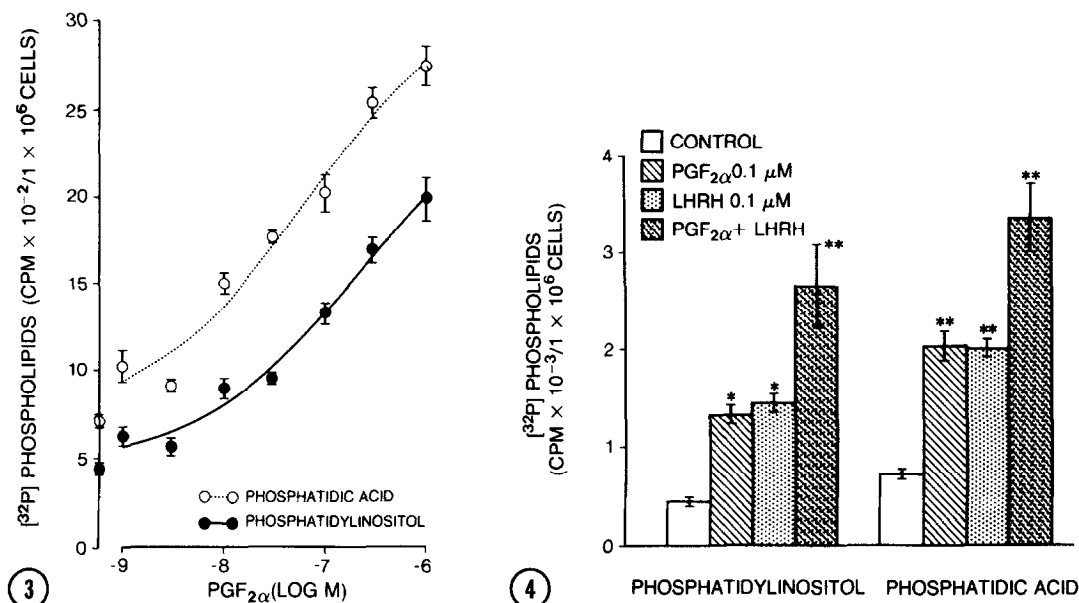 [³²P] PHOSPHOLIPIDS (CPM × 10⁻²/1 × 10⁶ CELLS)
30
25
20
15
10
5
0
PHOSPHATIDIC ACID
PHOSPHATIDYLINOSITOL
-9
-8
-7
-6
PGF₂α(LOG M)
3
[³²P] PHOSPHOLIPIDS
(CPM × 10⁻³/1 × 10⁶ CELLS)
CONTROL
PGF₂α 0.1 μM
LHRH 0.1 μM
PGF₂α + LHRH
4
3
2
1
0
*
*
**
**
**
**
PHOSPHATIDYLINOSITOL
PHOSPHATIDIC ACID
4